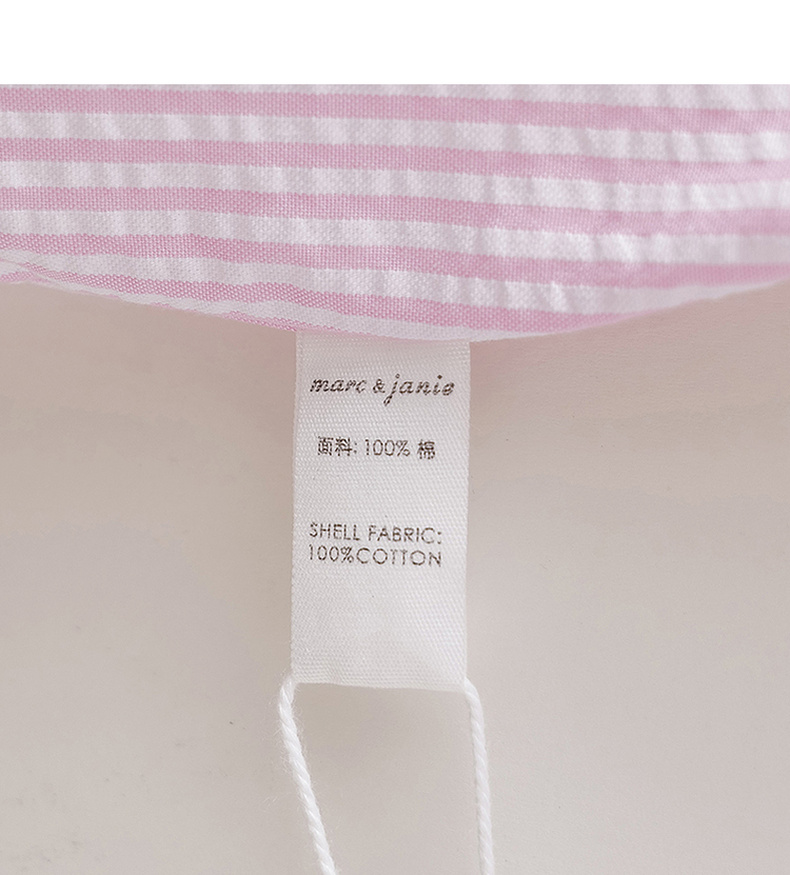 marc & janie
面料: 100% 棉
SHELL FABRIC:
100%COTTON